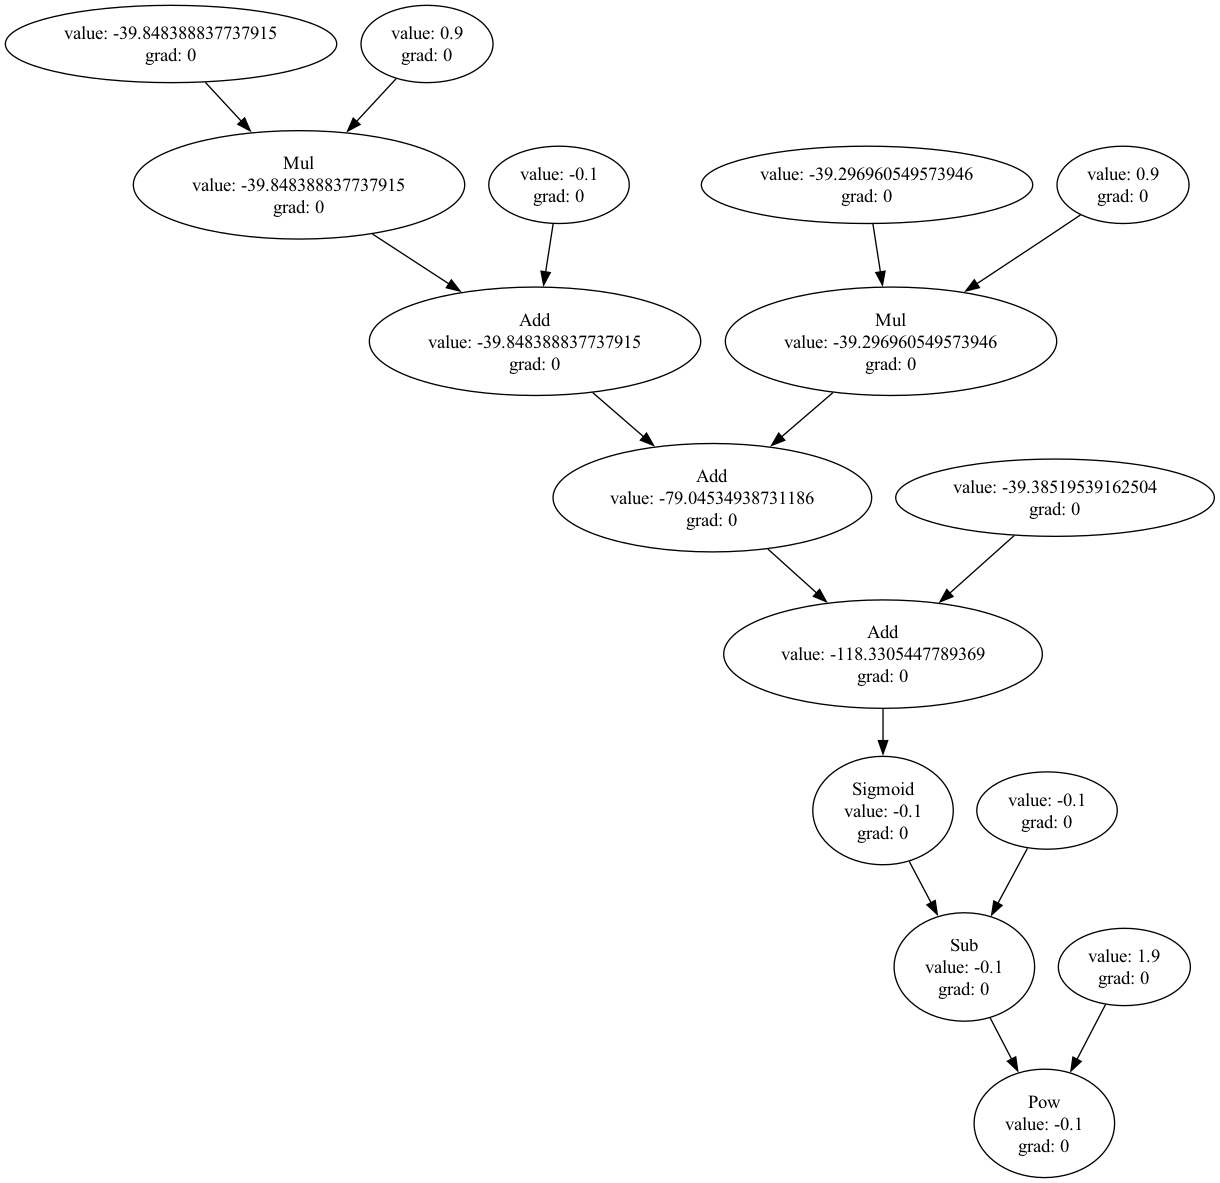 value: -39.848388837737915
grad: 0
value: 0.9
grad: 0
Mul
value: -39.848388837737915
grad: 0
value: -0.1
grad: 0
value: -39.296960549573946
grad: 0
value: 0.9
grad: 0
Add
value: -39.848388837737915
grad: 0
Mul
value: -39.296960549573946
grad: 0
Add
value: -79.04534938731186
grad: 0
value: -39.38519539162504
grad: 0
Add
value: -118.3305447789369
grad: 0
Sigmoid
value: -0.1
grad: 0
value: -0.1
grad: 0
Sub
value: -0.1
grad: 0
value: 1.9
grad: 0
Pow
value: -0.1
grad: 0